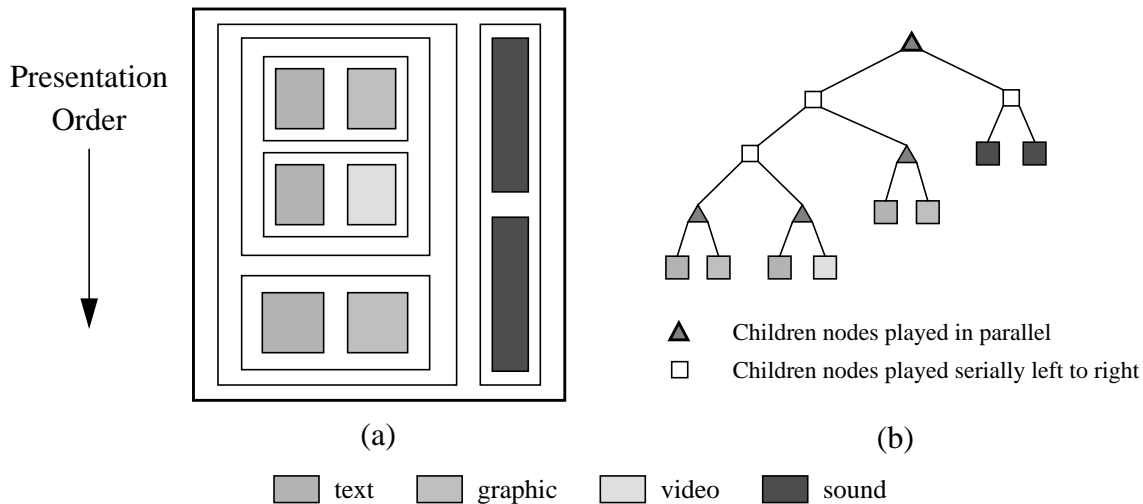 Presentation
Order
Children nodes played in parallel
Children nodes played serially left to right
(a)
(b)
text graphic video sound